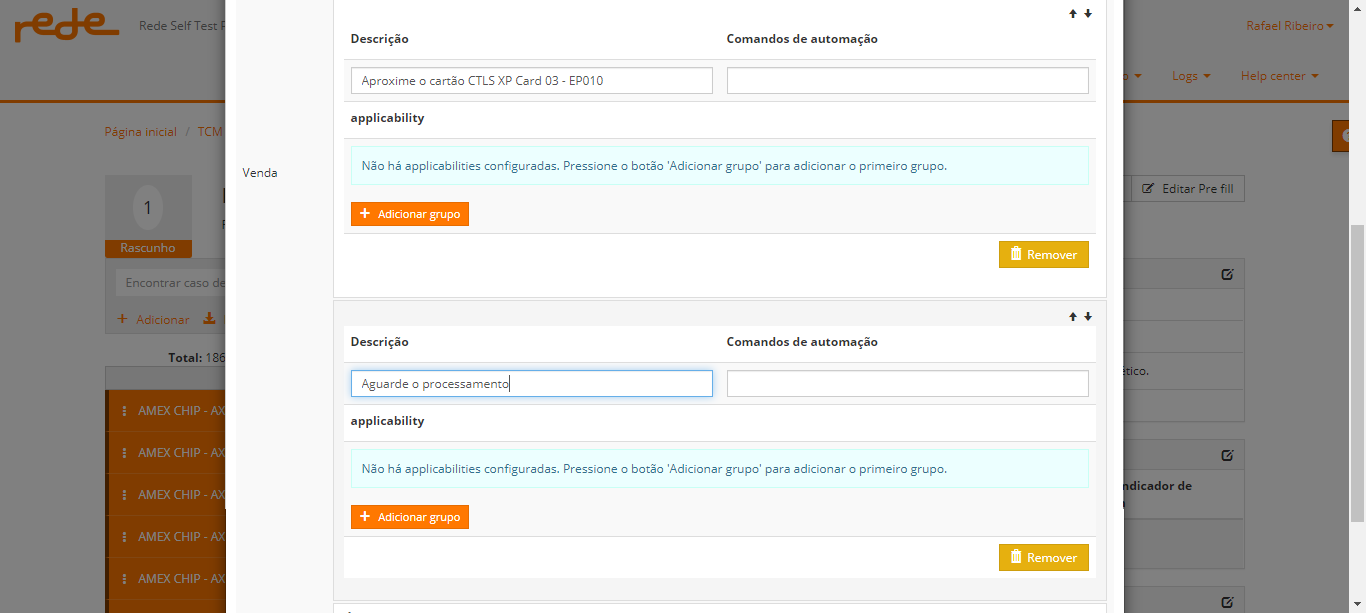 rede
Rede Self Test
Rafael Ribeiro
Logs
Help center
Página inicial / TCM
Editar Pre fill
1
Rascunho
Encontrar caso de
Adicionar
Total: 186
AMEX CHIP - AX
AMEX CHIP - AX
AMEX CHIP - AX
AMEX CHIP - AX
AMEX CHIP - AX
ético.
ndicador de
Venda
Descrição
Comandos de automação
Aproxime o cartão CTLS XP Card 03 - EP010
applicability
Não há applicabilities configuradas. Pressione o botão 'Adicionar grupo' para adicionar o primeiro grupo.
+ Adicionar grupo
Remover
Descrição
Comandos de automação
Aguarde o processamento
applicability
Não há applicabilities configuradas. Pressione o botão 'Adicionar grupo' para adicionar o primeiro grupo.
+ Adicionar grupo
Remover